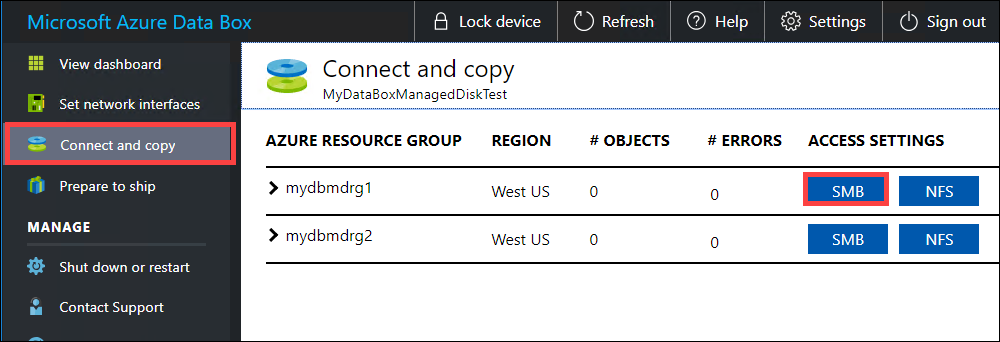 Microsoft Azure Data Box
Lock device
Refresh
Help
Settings
Sign out
View dashboard
Set network interfaces
Connect and copy
Prepare to ship
MANAGE
Shut down or restart
Contact Support
Connect and copy
MyDataBoxManagedDiskTest
AZURE RESOURCE GROUP REGION # OBJECTS # ERRORS ACCESS SETTINGS
mydbmdrg1 West US 0 0 SMB NFS
mydbmdrg2 West US 0 0 SMB NFS